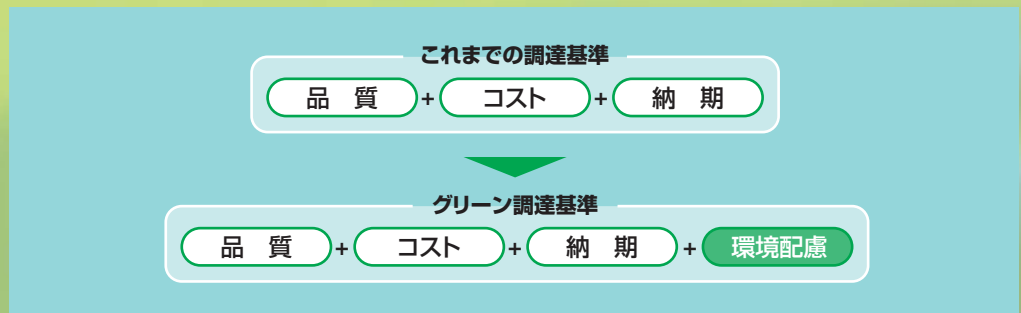 これまでの調達基準
品 質 + コスト + 納 期
グリーン調達基準
品 質 + コスト + 納 期 + 環境配慮